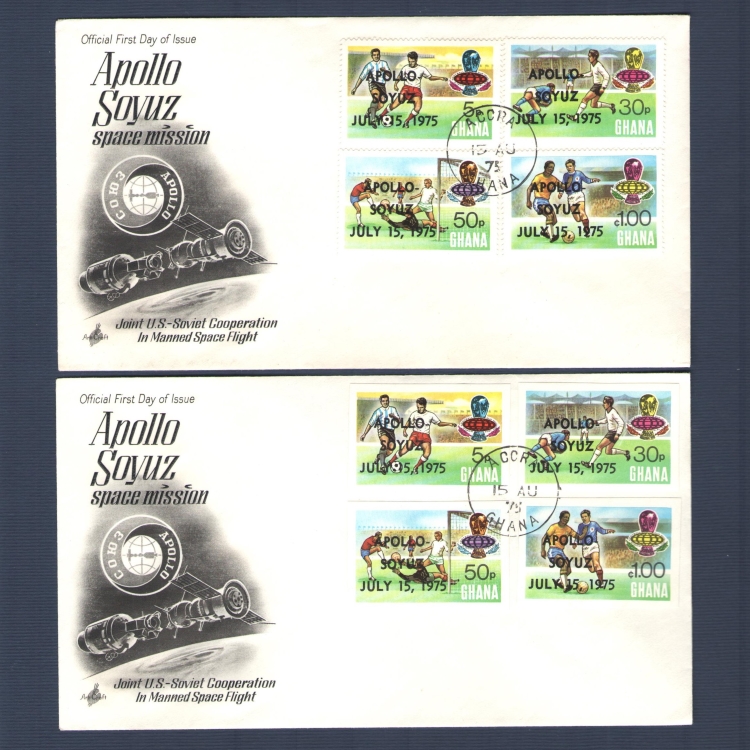 Official First Day of Issue
Apollo
Soyuz
space mission
СОЮЗ APOLLO
Joint U.S.-Soviet Cooperation
In Manned Space Flight
ArtCraft
APOLLO-
SOYUZ
JULY 15, 1975
5p
APOLLO-
SOYUZ
JULY 15, 1975
30p
GHANA
APOLLO-
SOYUZ
JULY 15, 1975
50p
GHANA
APOLLO-
SOYUZ
JULY 15, 1975
₵1.00
GHANA
ACCRA
15 AU
75
GHANA
Official First Day of Issue
Apollo
Soyuz
space mission
СОЮЗ APOLLO
Joint U.S.-Soviet Cooperation
In Manned Space Flight
ArtCraft
APOLLO-
SOYUZ
JULY 15, 1975
5p
GHANA
APOLLO-
SOYUZ
JULY 15, 1975
30p
GHANA
APOLLO-
SOYUZ
JULY 15, 1975
50p
GHANA
APOLLO-
SOYUZ
JULY 15, 1975
₵1.00
GHANA
ACCRA
15 AU
75
GHANA